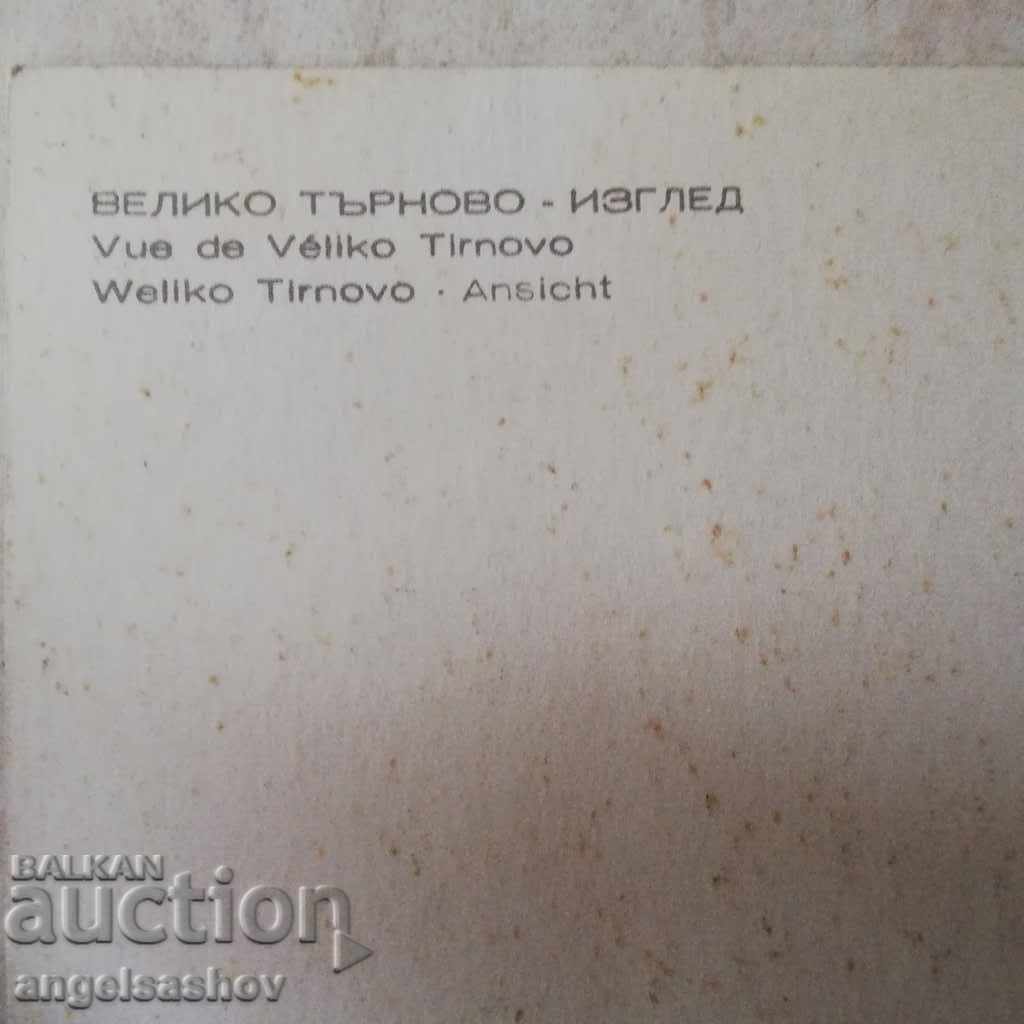 ВЕЛИКО ТЪРНОВО - ИЗГЛЕД
Vue de Véliko Tirnovo
Weliko Tirnovo · Ansicht
BALKAN
auction
angelsashov